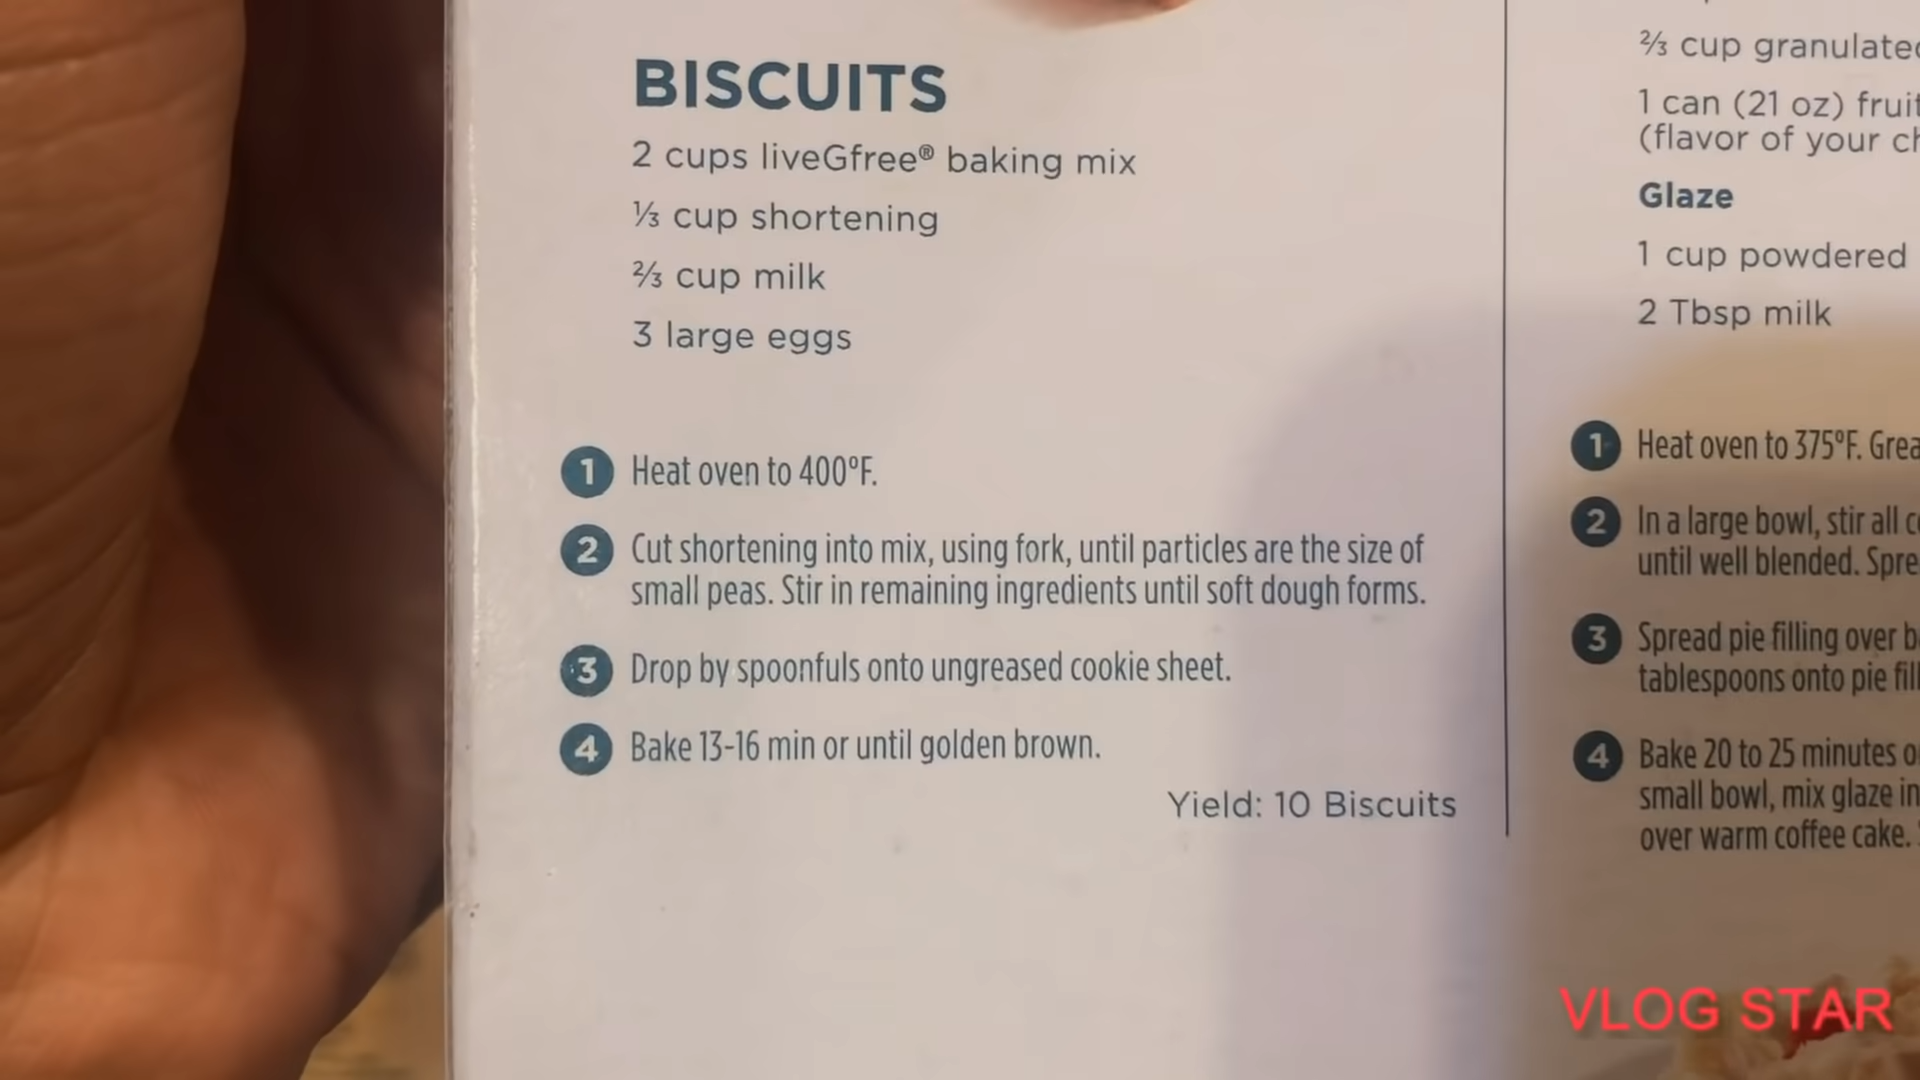 BISCUITS
2 cups liveGfree® baking mix
⅓ cup shortening
⅔ cup milk
3 large eggs
1 Heat oven to 400°F.
2 Cut shortening into mix, using fork, until particles are the size of
small peas. Stir in remaining ingredients until soft dough forms.
3 Drop by spoonfuls onto ungreased cookie sheet.
4 Bake 13-16 min or until golden brown.
Yield: 10 Biscuits
⅔ cup
1 can (21 oz)
(flavor of your
Glaze
1 cup powdered
2 Tbsp milk
1 Heat oven to 375°F.
2 In a large bowl, stir all
until well blended.
3 Spread pie filling over
tablespoons onto pie
4 Bake 20 to 25 minutes
small bowl, mix glaze
over warm coffee cake.
VLOG STAR